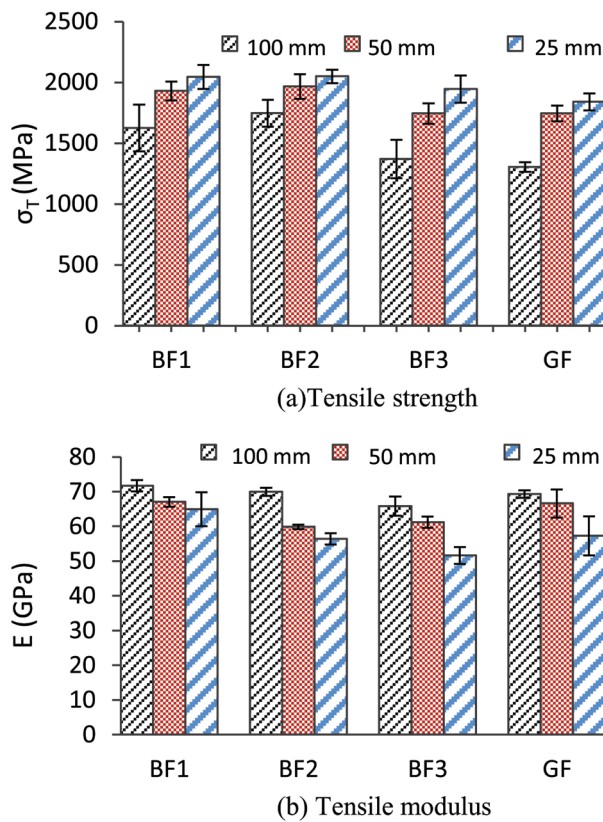 2500
2000
1500
1000
500
0
σT (MPa)
100 mm 50 mm 25 mm
BF1 BF2 BF3 GF
(a)Tensile strength
80
70
60
50
40
30
20
10
0
E (GPa)
100 mm 50 mm 25 mm
BF1 BF2 BF3 GF
(b) Tensile modulus